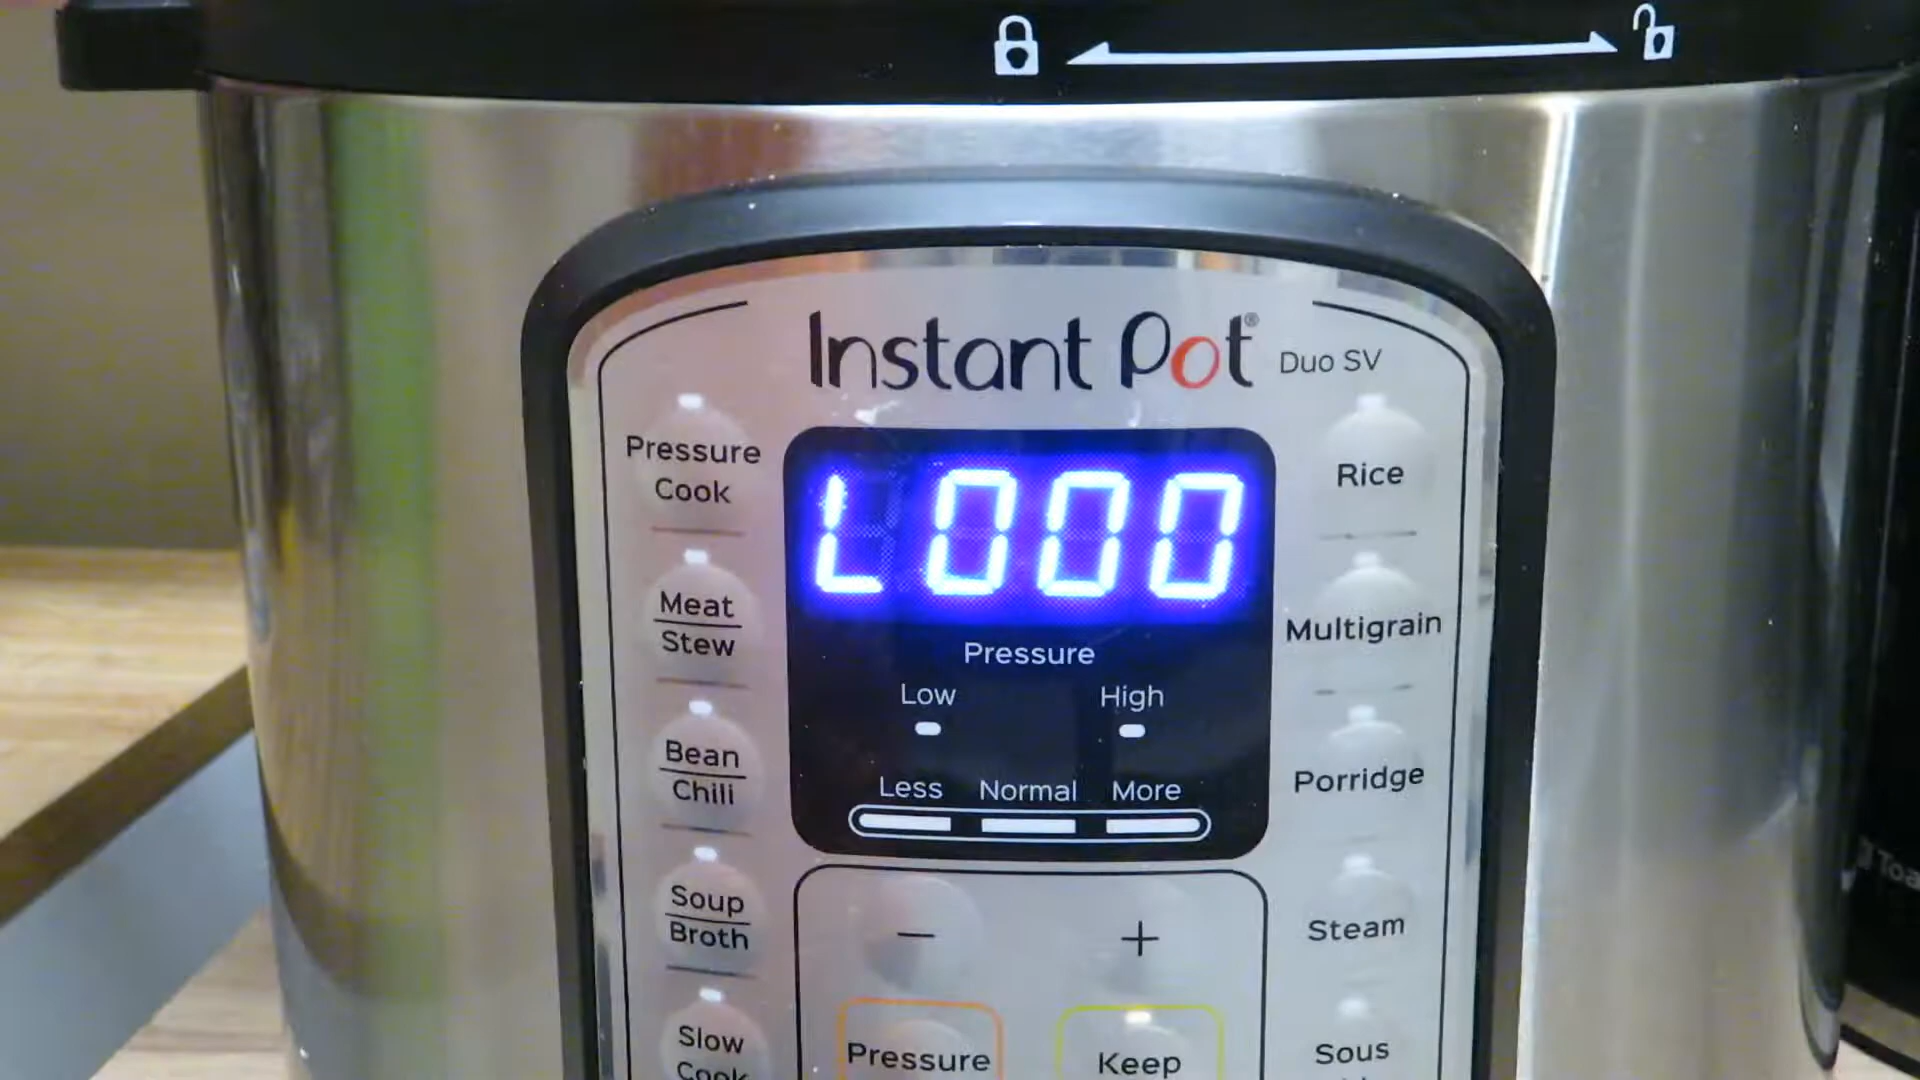 Instant Pot® Duo SV
L000
Pressure
Low
High
Less
Normal
More
Pressure
Cook
Meat
Stew
Bean
Chili
Soup
Broth
Slow
Cook
Rice
Multigrain
Porridge
Steam
Sous
−
+
Pressure
Keep